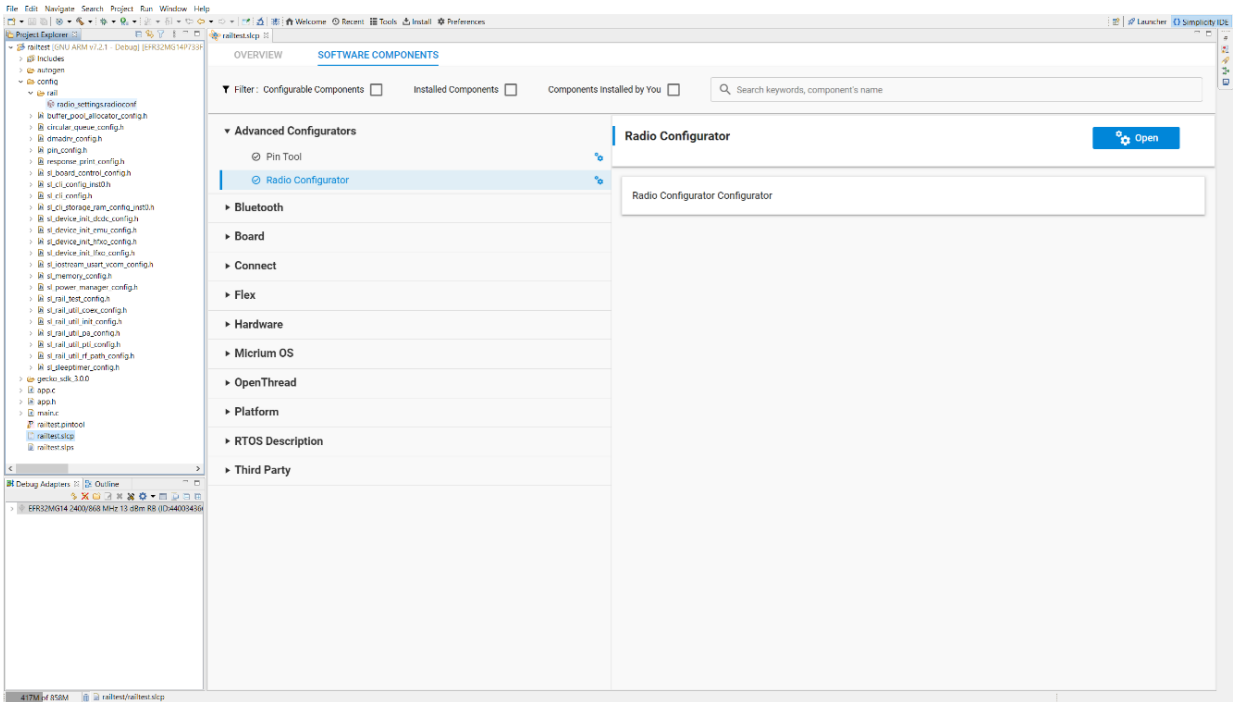 File Edit Navigate Search Project Run Window Help
Welcome Recent Tools Install Preferences
Launcher Simplicity IDE
Project Explorer
railtest.slcp
railtest [GNU ARM v7.2.1 - Debug] [EFR32MG14P733F
Includes
autogen
config
rail
radio_settings.radioconf
buffer_pool_allocator_config.h
circular_queue_config.h
dmadrv_config.h
pin_config.h
response_print_config.h
sl_board_control_config.h
sl_cli_config_inst0.h
sl_cli_config.h
sl_cli_storage_ram_config_inst0.h
sl_device_init_dcdc_config.h
sl_device_init_emu_config.h
sl_device_init_hfxo_config.h
sl_device_init_lfxo_config.h
sl_iostream_usart_vcom_config.h
sl_memory_config.h
sl_power_manager_config.h
sl_rail_test_config.h
sl_rail_util_coex_config.h
sl_rail_util_init_config.h
sl_rail_util_pa_config.h
sl_rail_util_pti_config.h
sl_rail_util_rf_path_config.h
sl_sleeptimer_config.h
gecko_sdk_3.0.0
app.c
app.h
main.c
railtest.pintool
railtest.slcp
railtest.slps
Debug Adapters Outline
EFR32MG14 2400/868 MHz 13 dBm RB (ID:44003436
OVERVIEW SOFTWARE COMPONENTS
Filter : Configurable Components Installed Components Components Installed by You Search keywords, component's name
Advanced Configurators
Pin Tool
Radio Configurator
Bluetooth
Board
Connect
Flex
Hardware
Micrium OS
OpenThread
Platform
RTOS Description
Third Party
Radio Configurator
Open
Radio Configurator Configurator
417M of 858M railtest/railtest.slcp